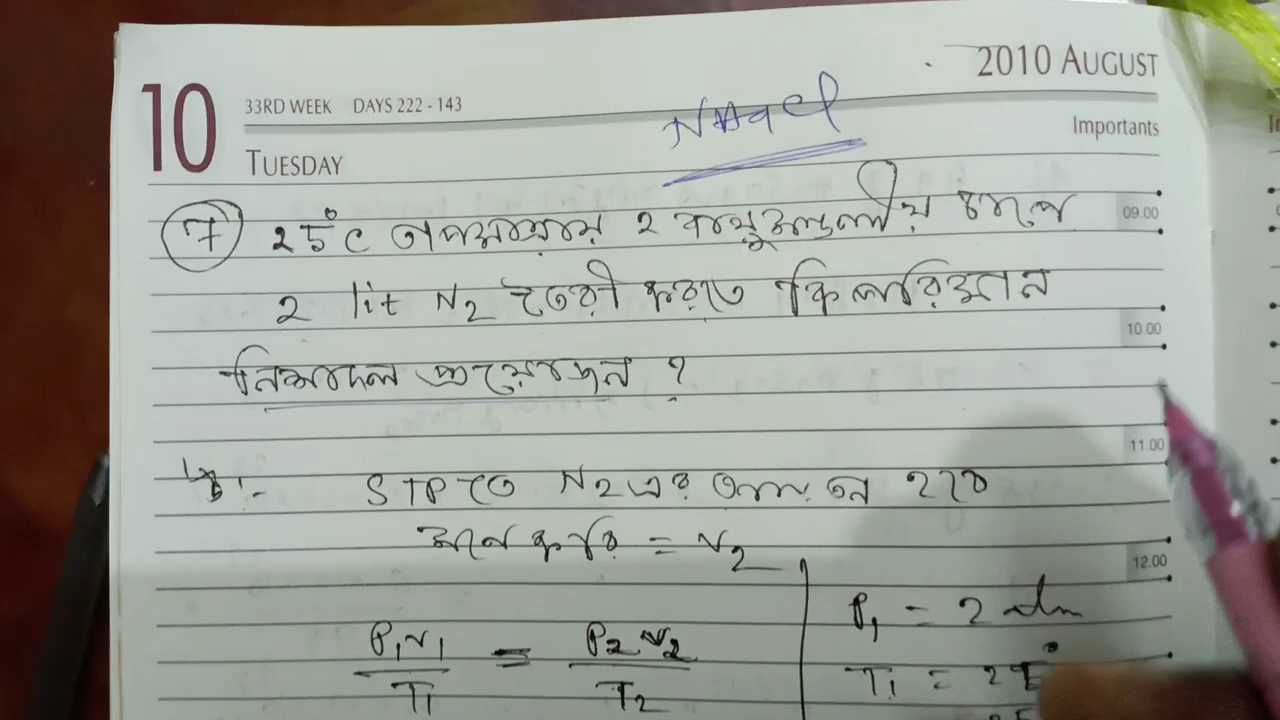 10
33RD WEEK DAYS 222 - 143
TUESDAY
2010 AUGUST
Importants
7 25°C তাপমাত্রায় 2 বায়ুমণ্ডলীয় চাপে
2 lit N2 তৈরী করতে কি পরিমান
নিশাদল প্রয়োজন ?
09.00
10.00
11.00
12.00
STP তে N2 এর আয়তন হবে
মনে করি = V2
P1V1 / T1 = P2V2 / T2
P1 = 2 atm
T1 = 25°